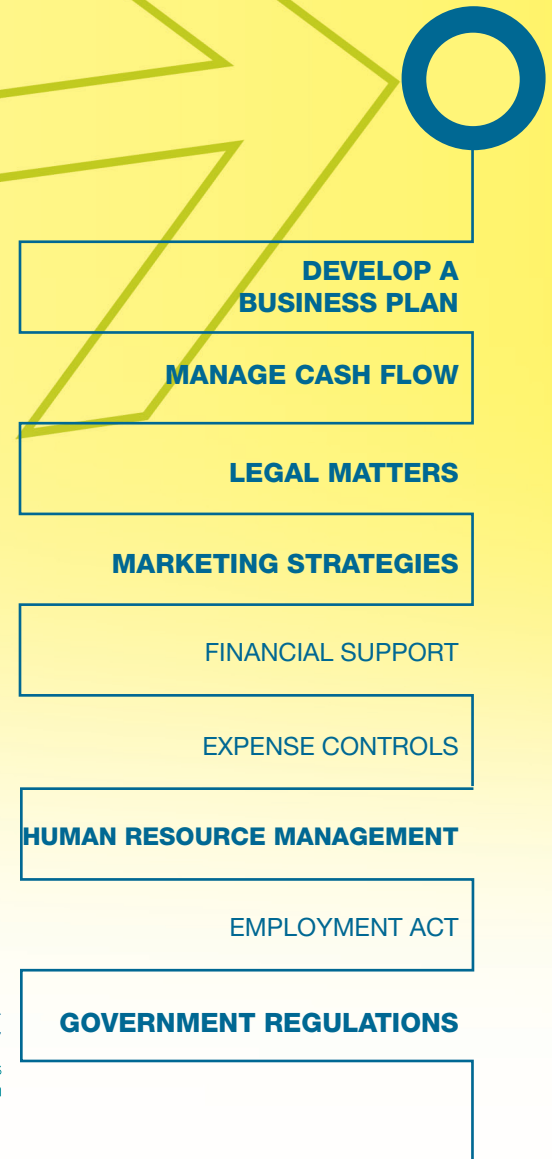 DEVELOP A
BUSINESS PLAN
MANAGE CASH FLOW
LEGAL MATTERS
MARKETING STRATEGIES
FINANCIAL SUPPORT
EXPENSE CONTROLS
HUMAN RESOURCE MANAGEMENT
EMPLOYMENT ACT
GOVERNMENT REGULATIONS